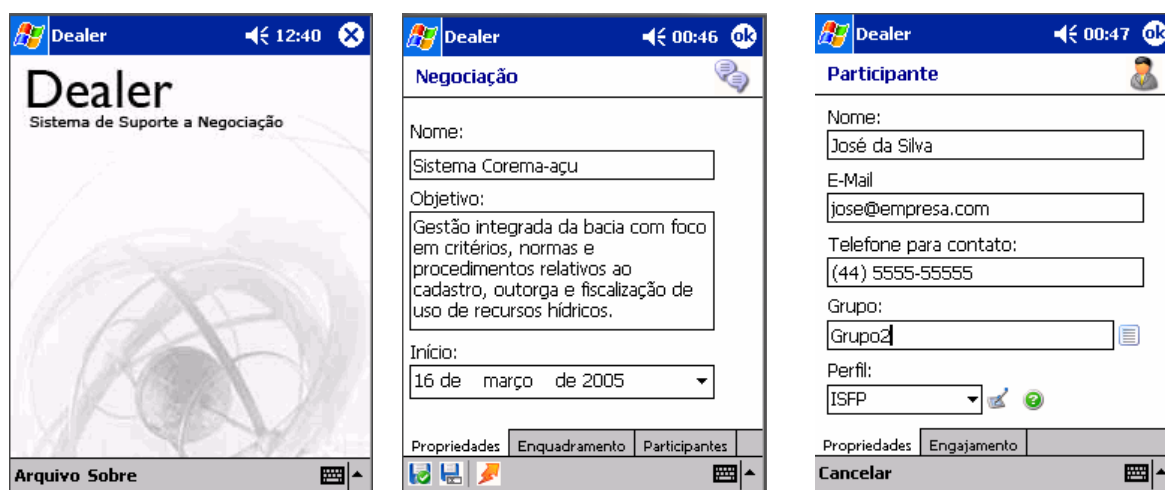 Dealer
12:40
Dealer
Sistema de Suporte a Negociação
Arquivo Sobre
Dealer
00:46
ok
Negociação
Nome:
Sistema Corema-açu
Objetivo:
Gestão integrada da bacia com foco
em critérios, normas e
procedimentos relativos ao
cadastro, outorga e fiscalização de
uso de recursos hídricos.
Início:
16 de março de 2005
Propriedades Enquadramento Participantes
Dealer
00:47
ok
Participante
Nome:
José da Silva
E-Mail
jose@empresa.com
Telefone para contato:
(44) 5555-55555
Grupo:
Grupo2
Perfil:
ISFP
Propriedades Engajamento
Cancelar